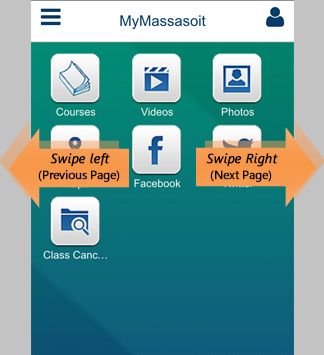 MyMassasoit
Courses Videos Photos
Swipe left
(Previous Page)
Swipe Right
(Next Page)
Facebook
Class Canc...